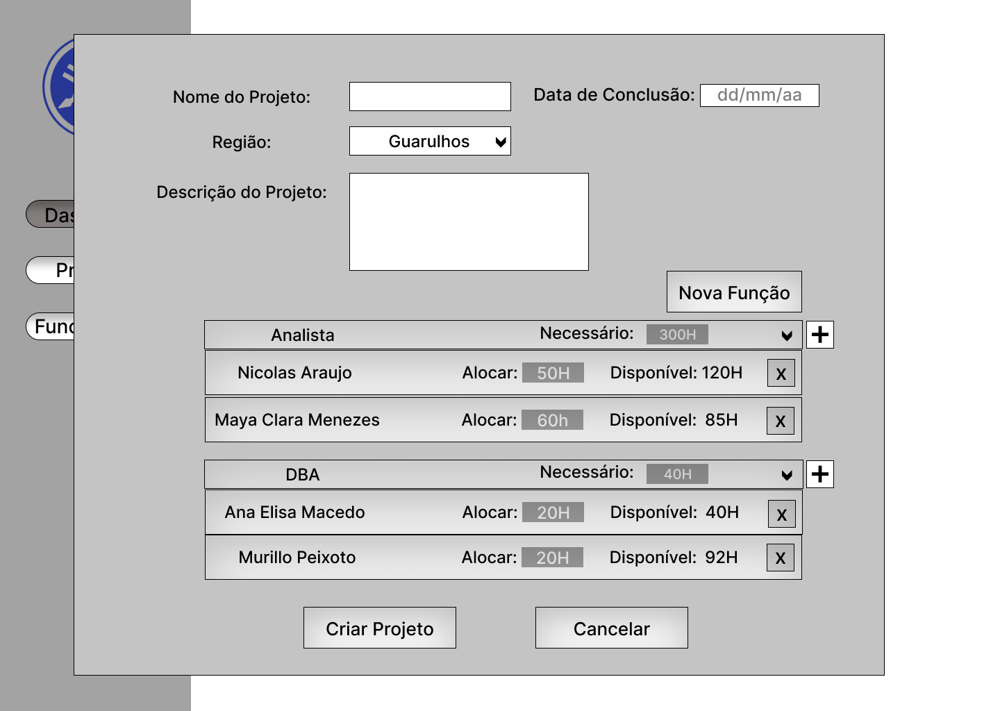 Nome do Projeto:
Data de Conclusão: dd/mm/aa
Região: Guarulhos
Descrição do Projeto:
Das
Pr
Func
Nova Função
Analista Necessário: 300H
Nicolas Araujo Alocar: 50H Disponível: 120H X
Maya Clara Menezes Alocar: 60h Disponível: 85H X
DBA Necessário: 40H
Ana Elisa Macedo Alocar: 20H Disponível: 40H X
Murillo Peixoto Alocar: 20H Disponível: 92H X
Criar Projeto Cancelar